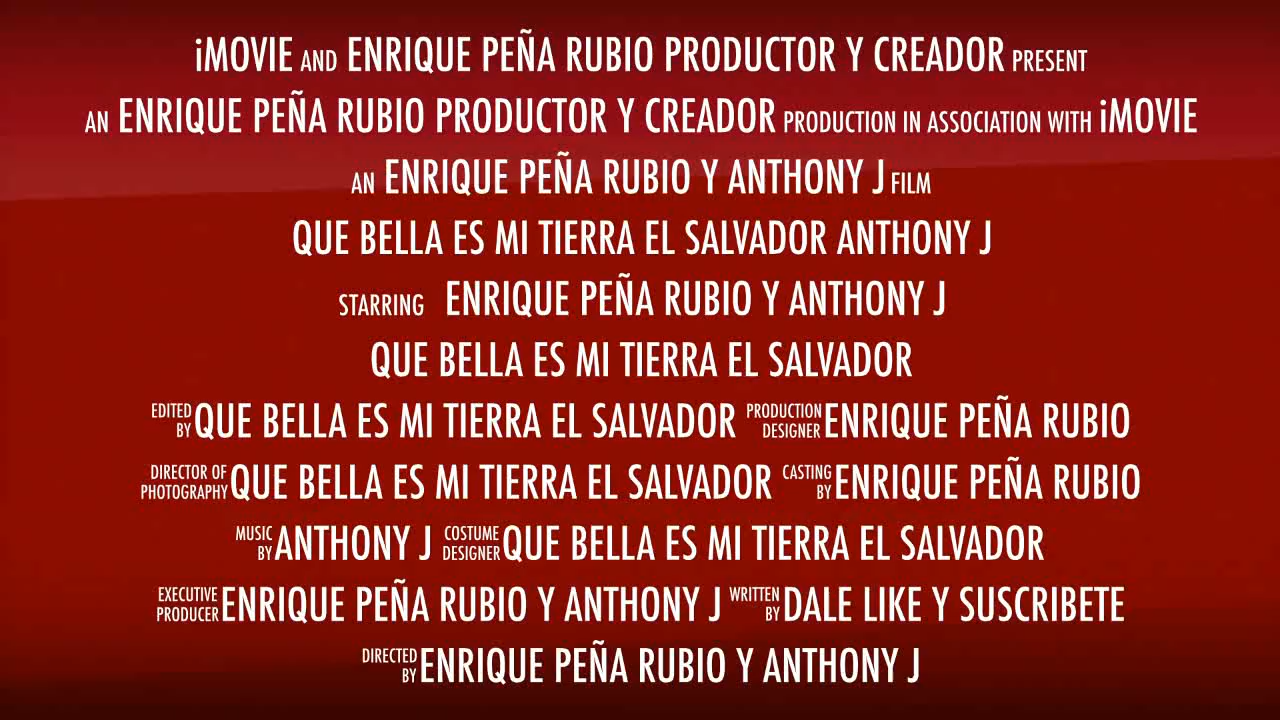 iMOVIE AND ENRIQUE PEÑA RUBIO PRODUCTOR Y CREADOR PRESENT
AN ENRIQUE PEÑA RUBIO PRODUCTOR Y CREADOR PRODUCTION IN ASSOCIATION WITH iMOVIE
AN ENRIQUE PEÑA RUBIO Y ANTHONY J FILM
QUE BELLA ES MI TIERRA EL SALVADOR ANTHONY J
STARRING ENRIQUE PEÑA RUBIO Y ANTHONY J
QUE BELLA ES MI TIERRA EL SALVADOR
EDITED BY QUE BELLA ES MI TIERRA EL SALVADOR PRODUCTION DESIGNER ENRIQUE PEÑA RUBIO
DIRECTOR OF PHOTOGRAPHY QUE BELLA ES MI TIERRA EL SALVADOR CASTING BY ENRIQUE PEÑA RUBIO
MUSIC BY ANTHONY J COSTUME DESIGNER QUE BELLA ES MI TIERRA EL SALVADOR
EXECUTIVE PRODUCER ENRIQUE PEÑA RUBIO Y ANTHONY J WRITTEN BY DALE LIKE Y SUSCRIBETE
DIRECTED BY ENRIQUE PEÑA RUBIO Y ANTHONY J